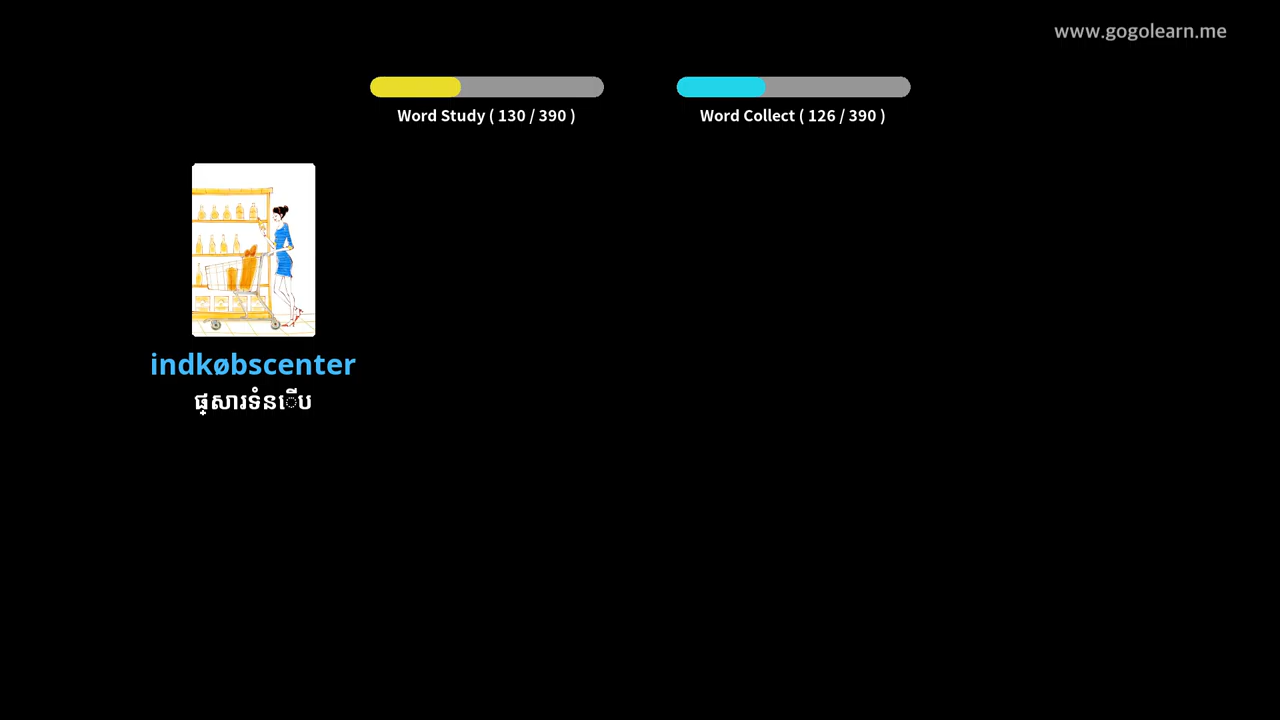 www.gogolearn.me
Word Study ( 130 / 390 )
Word Collect ( 126 / 390 )
indkøbscenter
ផ្សារទំនើប